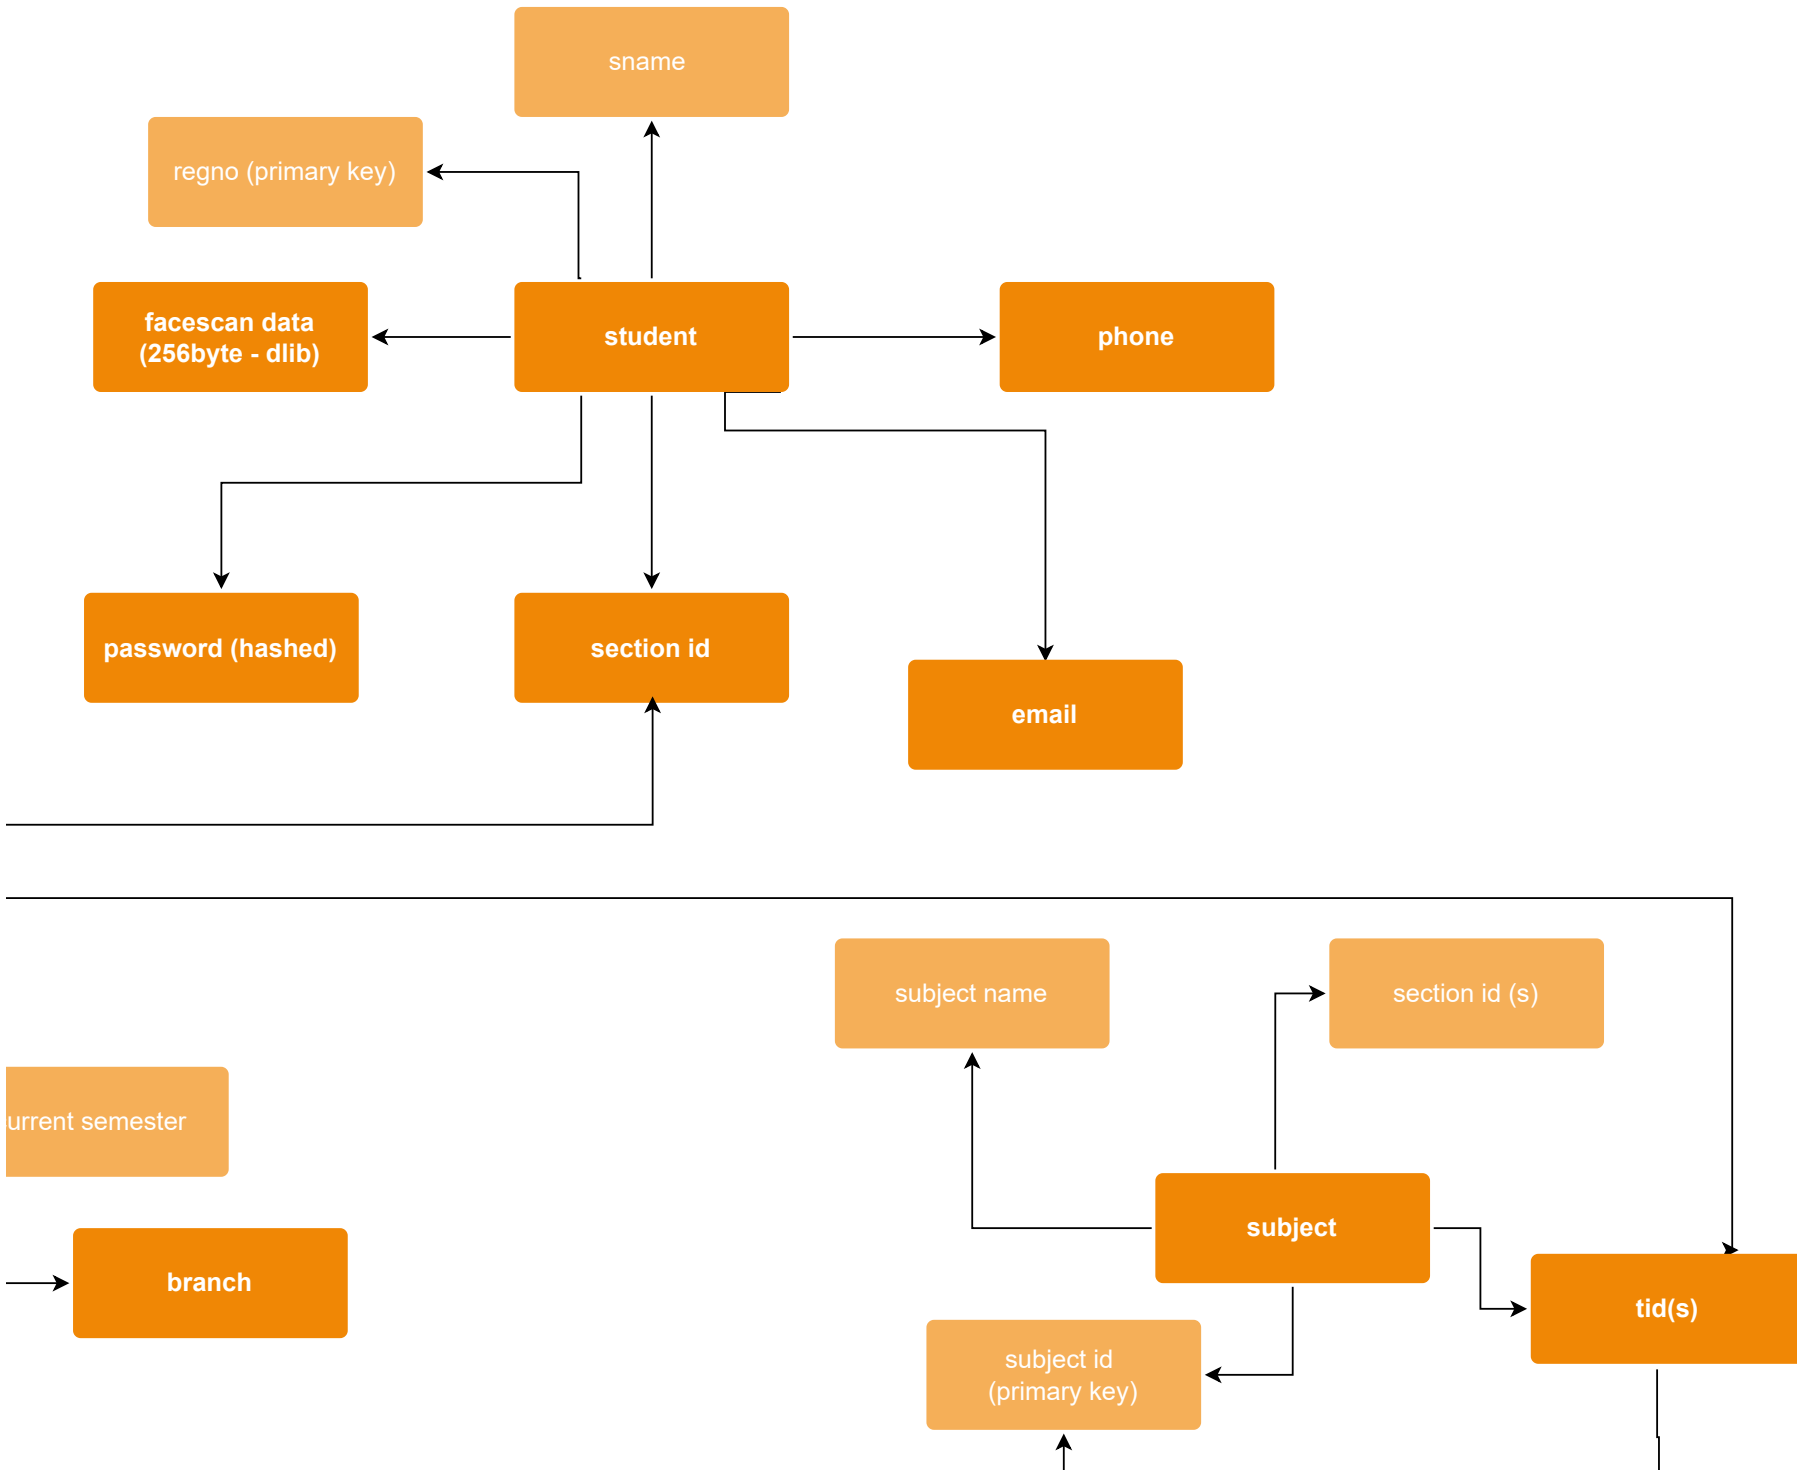 sname
regno (primary key)
facescan data
(256byte - dlib)
student
phone
password (hashed)
section id
email
subject name
section id (s)
urrent semester
subject
branch
tid(s)
subject id
(primary key)